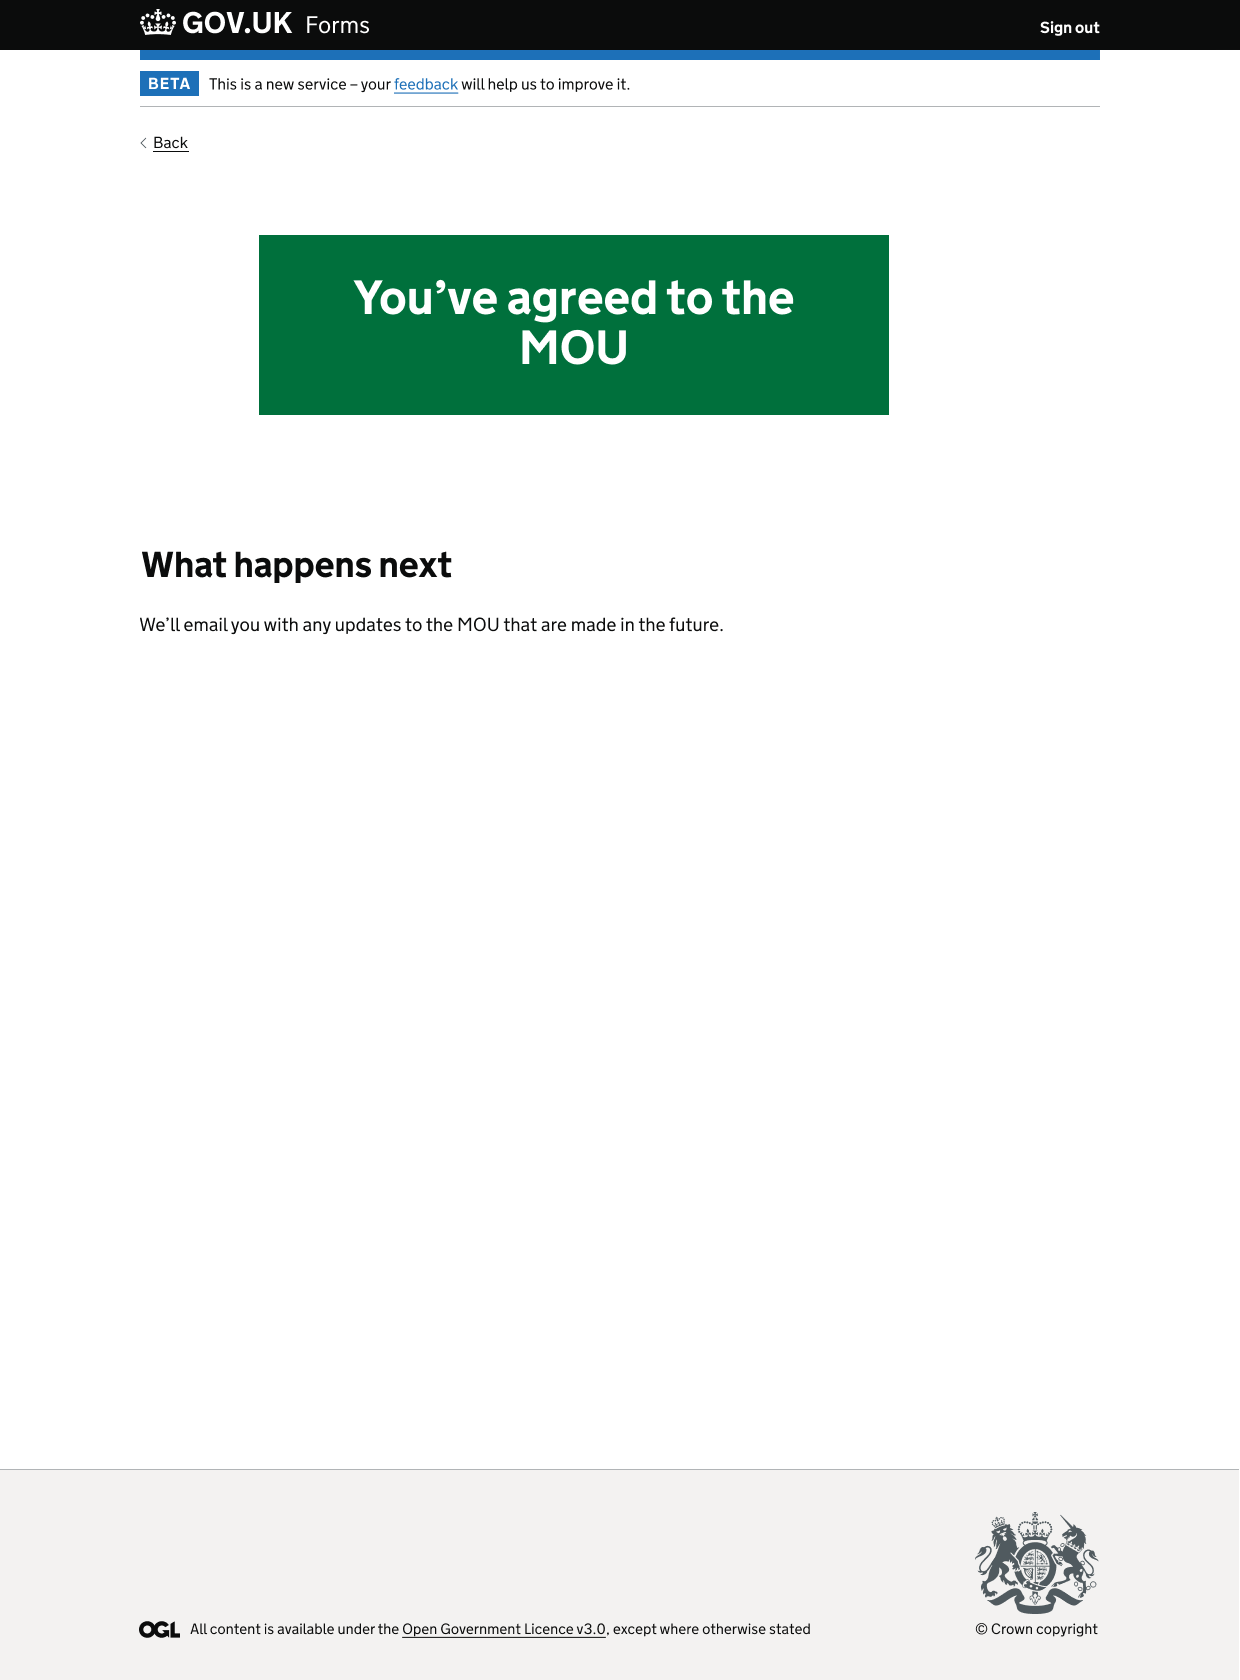 GOV.UK Forms
Sign out
BETA This is a new service – your feedback will help us to improve it.
Back
You’ve agreed to the
MOU
What happens next
We’ll email you with any updates to the MOU that are made in the future.
OGL All content is available under the Open Government Licence v3.0, except where otherwise stated
© Crown copyright